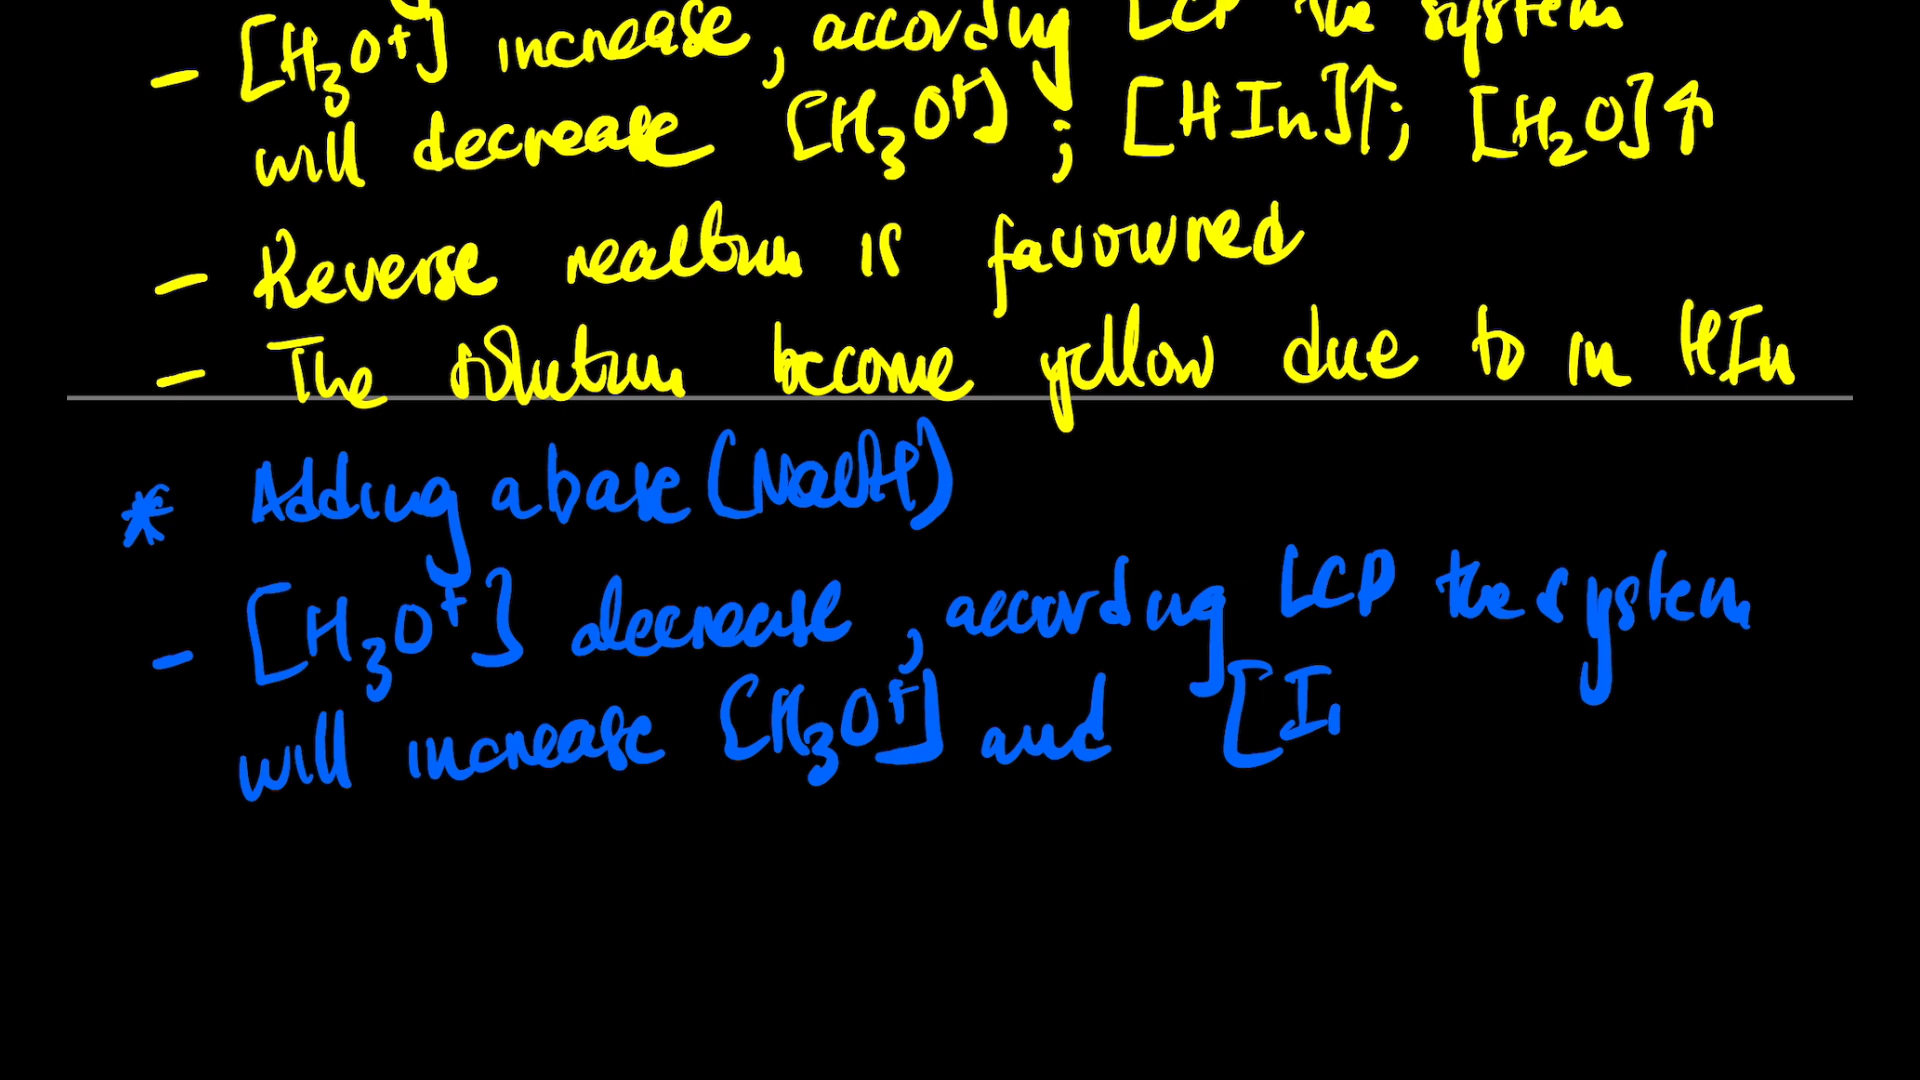 - [H₃O⁺] increase, according LCP the system
will decrease [H₃O⁺] ; [HIn]↑; [H₂O]↑
- Reverse reaction is favoured
- The solution become yellow due to in HIn
* Adding a base (NaOH)
- [H₃O⁺] decrease, according LCP the system
will increase [H₃O⁺] and [I